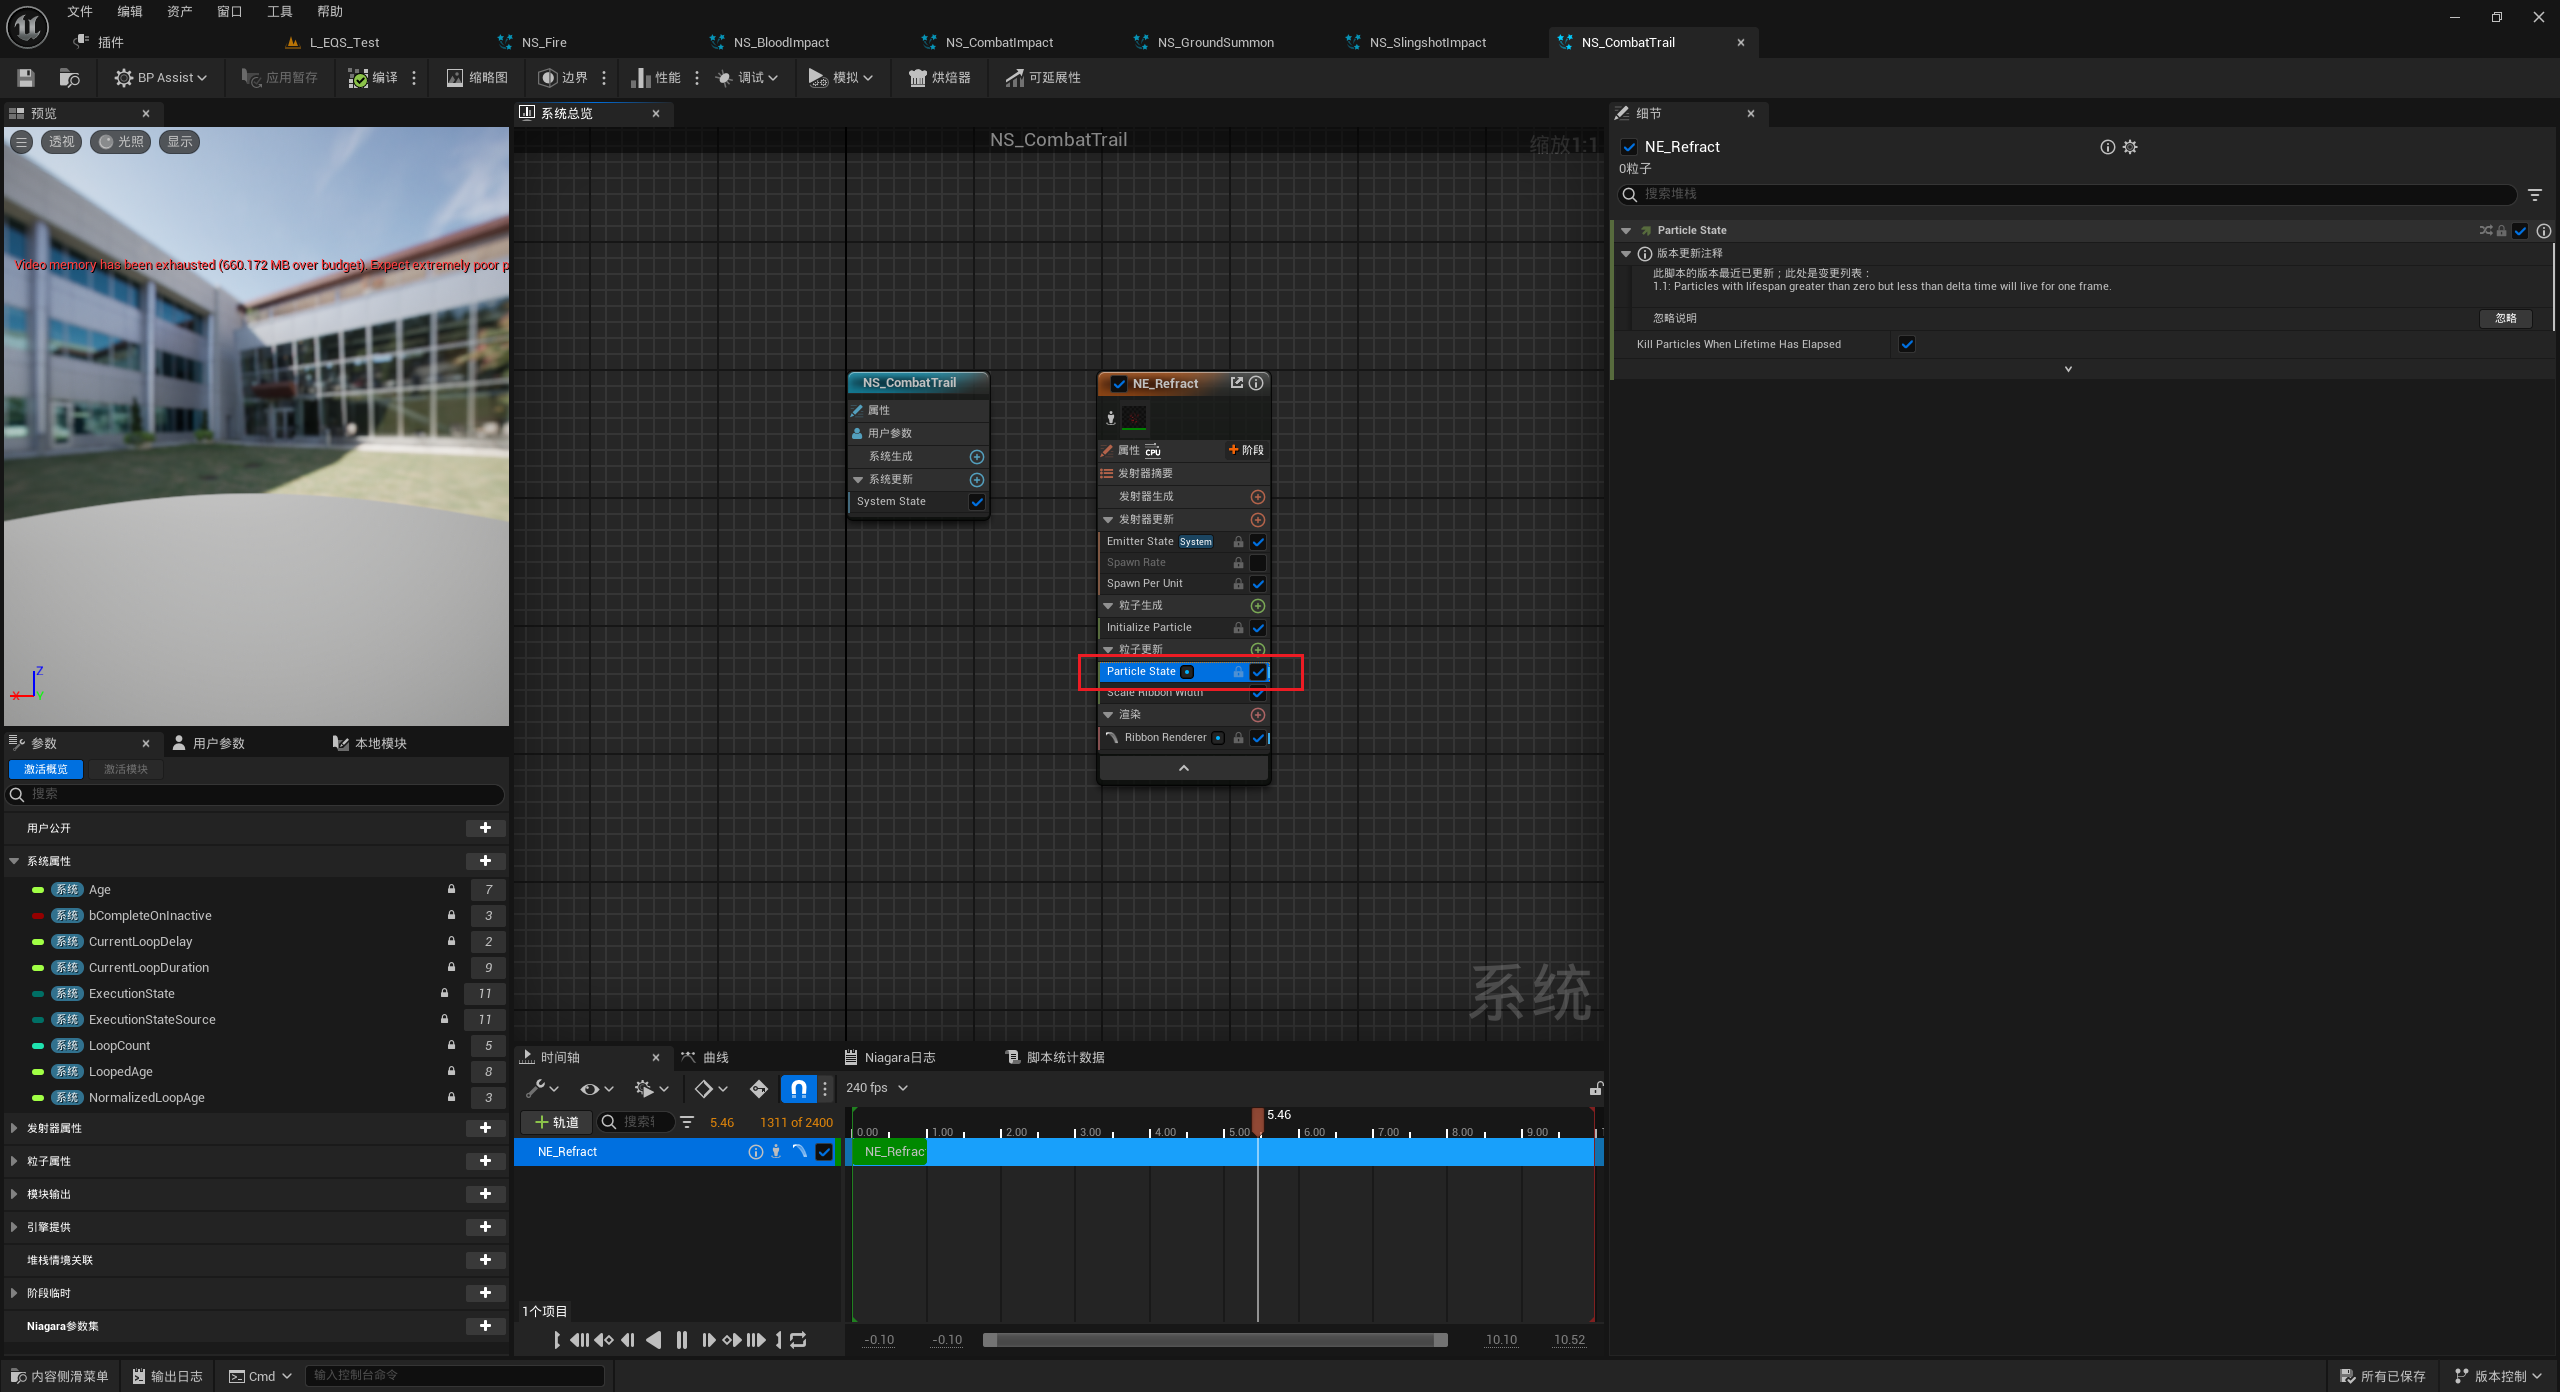 文件 编辑 资产 窗口 工具 帮助
插件 L_EQS_Test NS_Fire NS_BloodImpact NS_CombatImpact NS_GroundSummon NS_SlingshotImpact NS_CombatTrail
BP Assist 应用暂存 编译 缩略图 边界 性能 调试 模拟 烘焙器 可延展性
预览
透视 光照 显示
Video memory has been exhausted (660.172 MB over budget). Expect extremely poor p
Z
X Y
系统总览
NS_CombatTrail
缩放1:1
NS_CombatTrail
属性
用户参数
系统生成
系统更新
System State
NE_Refract
属性 CPU 阶段
发射器摘要
发射器生成
发射器更新
Emitter State System
Spawn Rate
Spawn Per Unit
粒子生成
Initialize Particle
粒子更新
Particle State
Scale Ribbon Width
渲染
Ribbon Renderer
系统
细节
NE_Refract
0粒子
搜索堆栈
Particle State
版本更新注释
此脚本的版本最近已更新；此处是变更列表：
1.1: Particles with lifespan greater than zero but less than delta time will live for one frame.
忽略说明 忽略
Kill Particles When Lifetime Has Elapsed
参数 用户参数 本地模块
激活概览 激活模块
搜索
用户公开
系统属性
系统 Age 7
系统 bCompleteOnInactive 3
系统 CurrentLoopDelay 2
系统 CurrentLoopDuration 9
系统 ExecutionState 11
系统 ExecutionStateSource 11
系统 LoopCount 5
系统 LoopedAge 8
系统 NormalizedLoopAge 3
发射器属性
粒子属性
模块输出
引擎提供
堆栈情境关联
阶段临时
Niagara参数集
时间轴 曲线 Niagara日志 脚本统计数据
240 fps
轨道 5.46 1311 of 2400
5.46
0.00 1.00 2.00 3.00 4.00 5.00 6.00 7.00 8.00 9.00
NE_Refract NE_Refrac
1个项目
-0.10 -0.10 10.10 10.52
内容侧滑菜单 输出日志 Cmd 输入控制台命令 所有已保存 版本控制